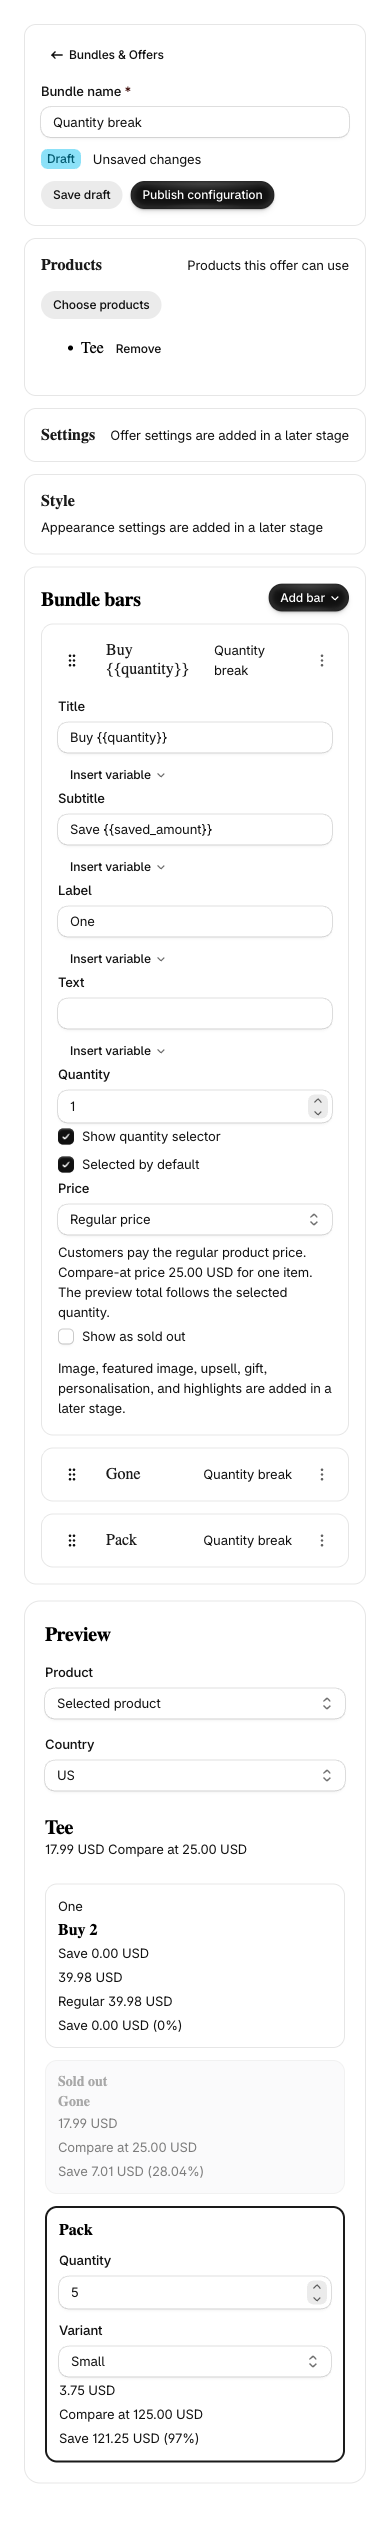 ← Bundles & Offers
Bundle name *
Quantity break
Draft Unsaved changes
Save draft Publish configuration
Products Products this offer can use
Choose products
• Tee Remove
Settings Offer settings are added in a later stage
Style
Appearance settings are added in a later stage
Bundle bars Add bar
Buy
{{quantity}}
Quantity
break
Title
Buy {{quantity}}
Insert variable
Subtitle
Save {{saved_amount}}
Insert variable
Label
One
Insert variable
Text
Insert variable
Quantity
1
Show quantity selector
Selected by default
Price
Regular price
Customers pay the regular product price.
Compare-at price 25.00 USD for one item.
The preview total follows the selected
quantity.
Show as sold out
Image, featured image, upsell, gift,
personalisation, and highlights are added in a
later stage.
Gone Quantity break
Pack Quantity break
Preview
Product
Selected product
Country
US
Tee
17.99 USD Compare at 25.00 USD
One
Buy 2
Save 0.00 USD
39.98 USD
Regular 39.98 USD
Save 0.00 USD (0%)
Sold out
Gone
17.99 USD
Compare at 25.00 USD
Save 7.01 USD (28.04%)
Pack
Quantity
5
Variant
Small
3.75 USD
Compare at 125.00 USD
Save 121.25 USD (97%)